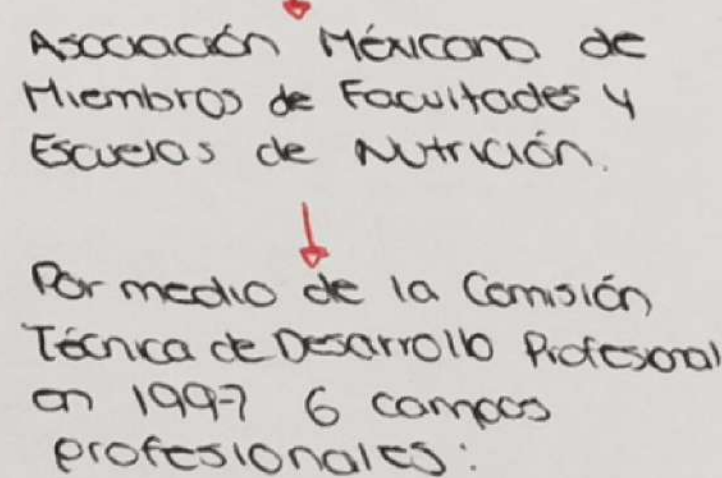 Asociación Méxicana de
Miembros de Facultades y
Escuelas de Nutrición.
Por medio de la Comisión
Técnica de Desarrollo Profesional
en 1997 6 campos
profesionales: